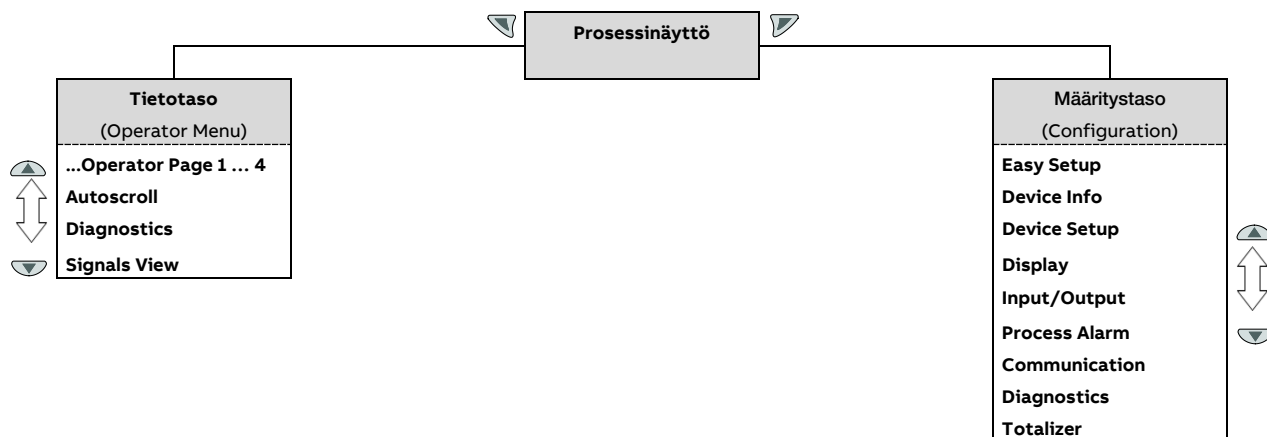 Prosessinäyttö
Tietotaso
(Operator Menu)
...Operator Page 1 … 4
Autoscroll
Diagnostics
Signals View
Määritystaso
(Configuration)
Easy Setup
Device Info
Device Setup
Display
Input/Output
Process Alarm
Communication
Diagnostics
Totalizer